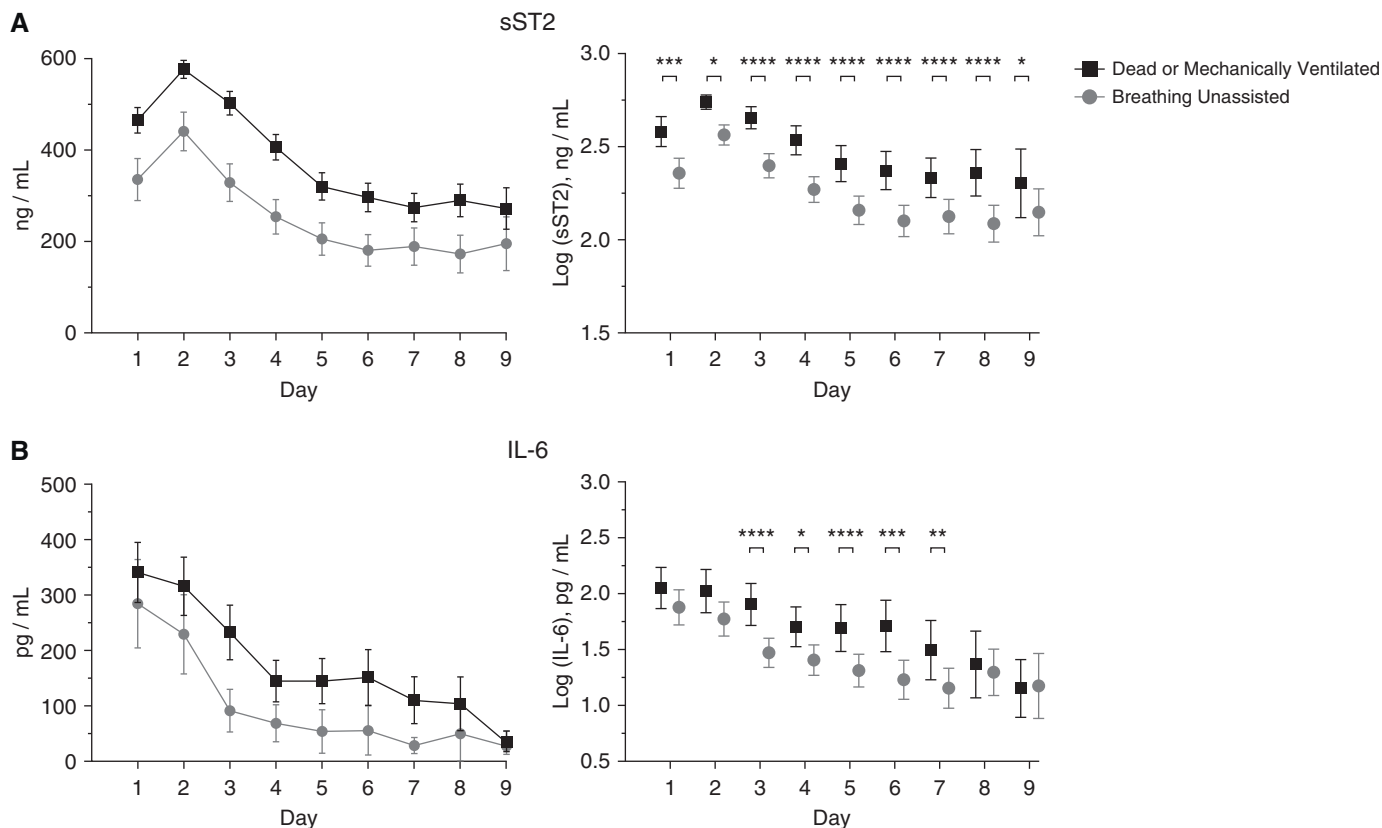 A
sST2
600
400
200
0
ng / mL
1 2 3 4 5 6 7 8 9
Day
3.0
2.5
2.0
1.5
Log (sST2), ng / mL
*** * **** **** **** **** **** **** *
1 2 3 4 5 6 7 8 9
Day
Dead or Mechanically Ventilated
Breathing Unassisted
B
IL-6
500
400
300
200
100
0
pg / mL
1 2 3 4 5 6 7 8 9
Day
3.0
2.5
2.0
1.5
1.0
0.5
Log (IL-6), pg / mL
**** * **** *** **
1 2 3 4 5 6 7 8 9
Day